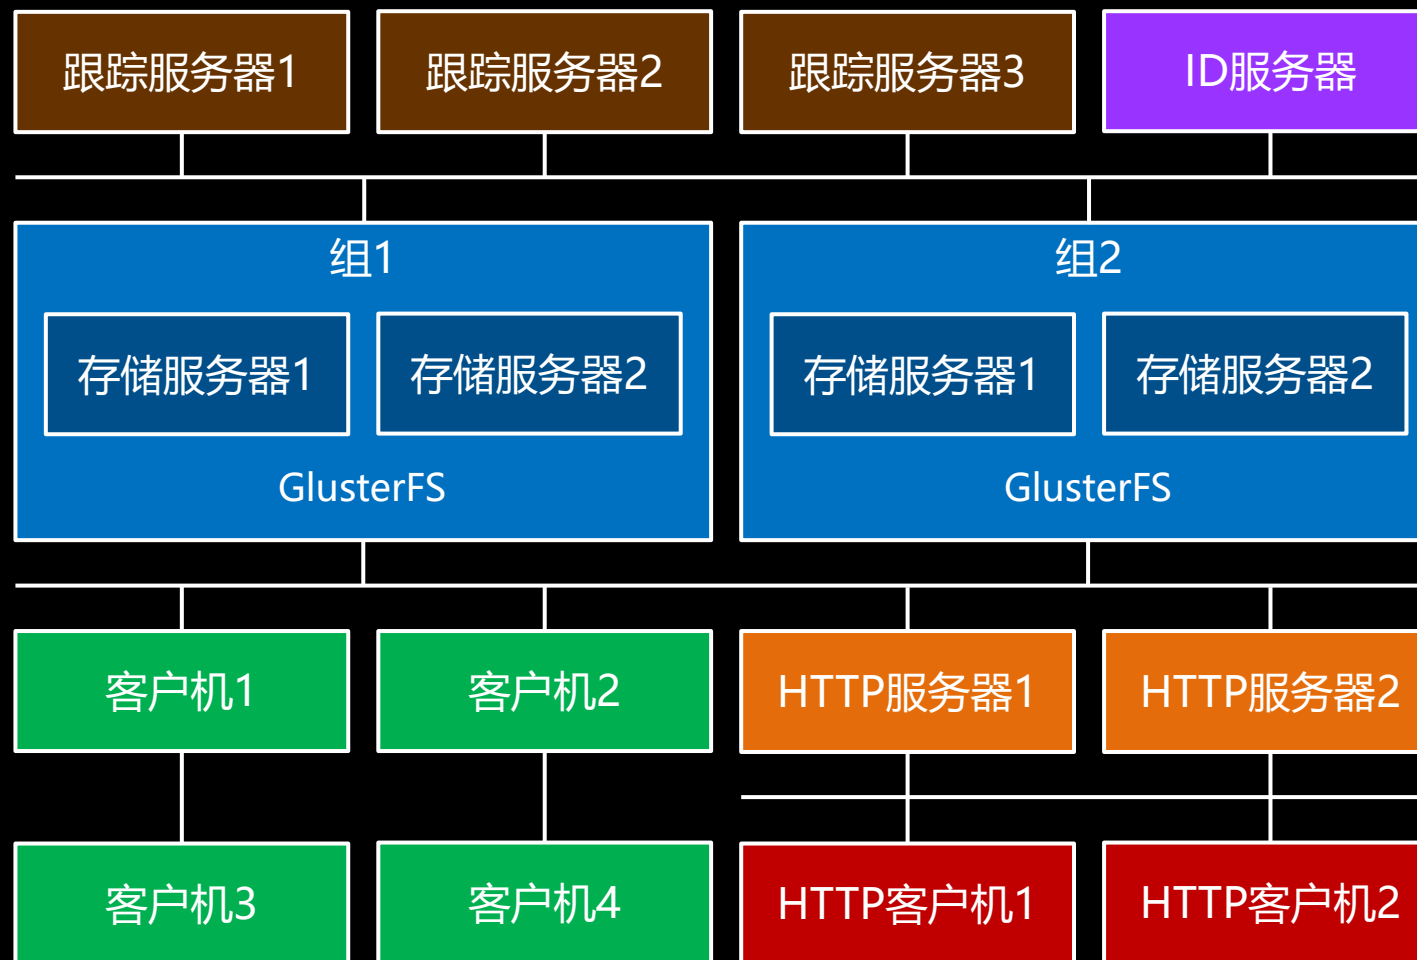 跟踪服务器1
跟踪服务器2
跟踪服务器3
ID服务器
组1
组2
存储服务器1
存储服务器2
存储服务器1
存储服务器2
GlusterFS
GlusterFS
客户机1
客户机2
HTTP服务器1
HTTP服务器2
客户机3
客户机4
HTTP客户机1
HTTP客户机2